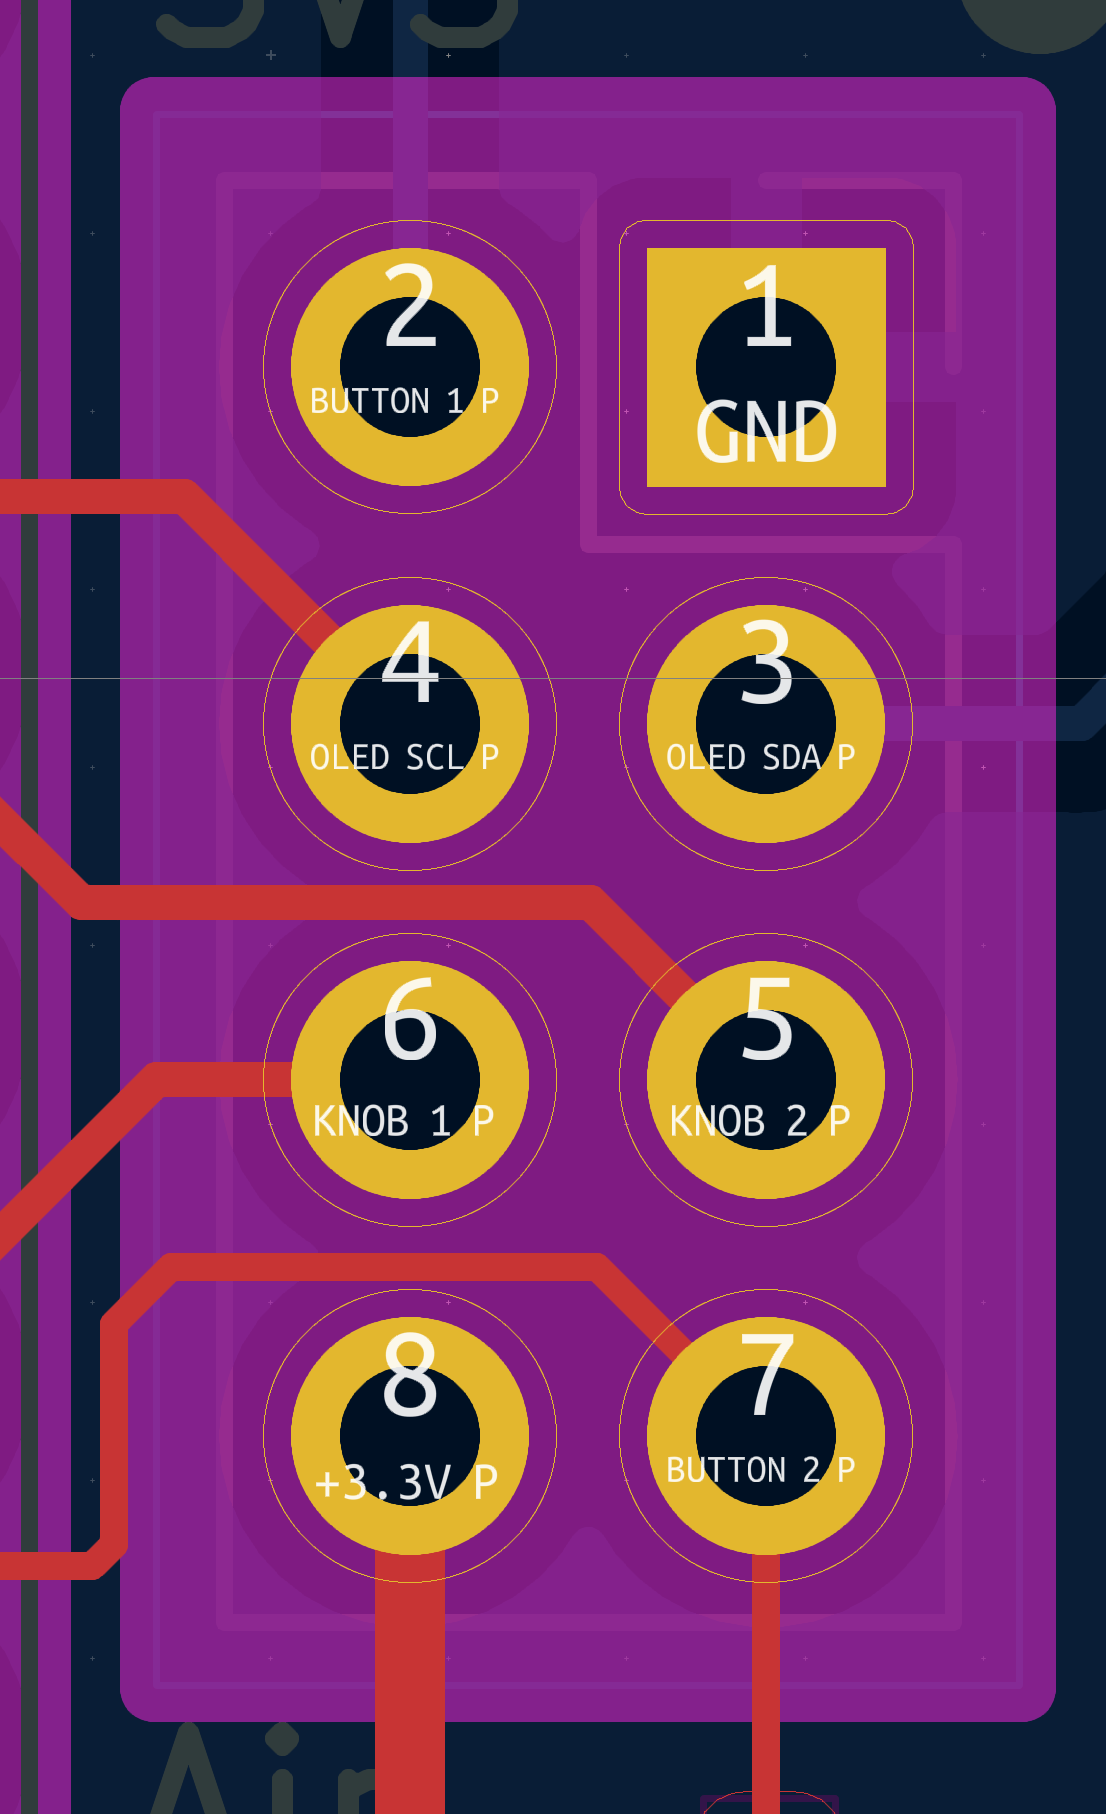 2
BUTTON 1 P
1
GND
4
OLED SCL P
3
OLED SDA P
6
KNOB 1 P
5
KNOB 2 P
8
+3.3V P
7
BUTTON 2 P